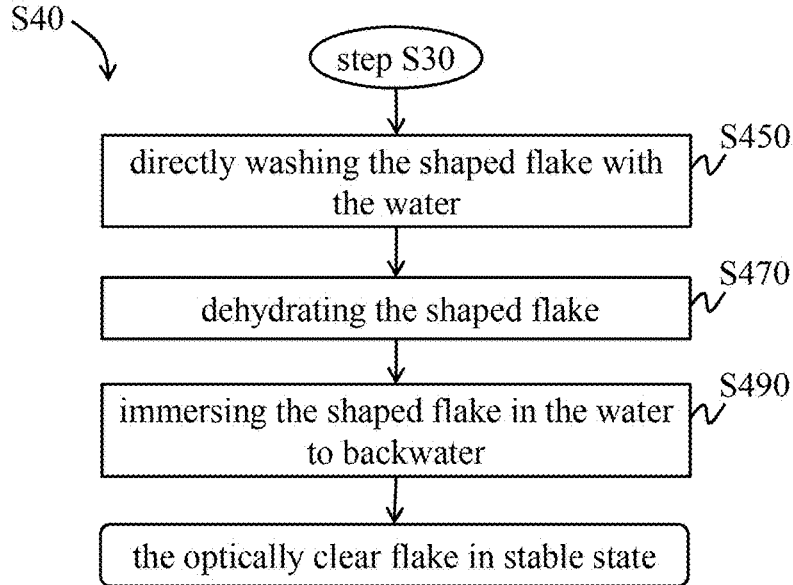 S40
step S30
S450
directly washing the shaped flake with
the water
S470
dehydrating the shaped flake
S490
immersing the shaped flake in the water
to backwater
the optically clear flake in stable state